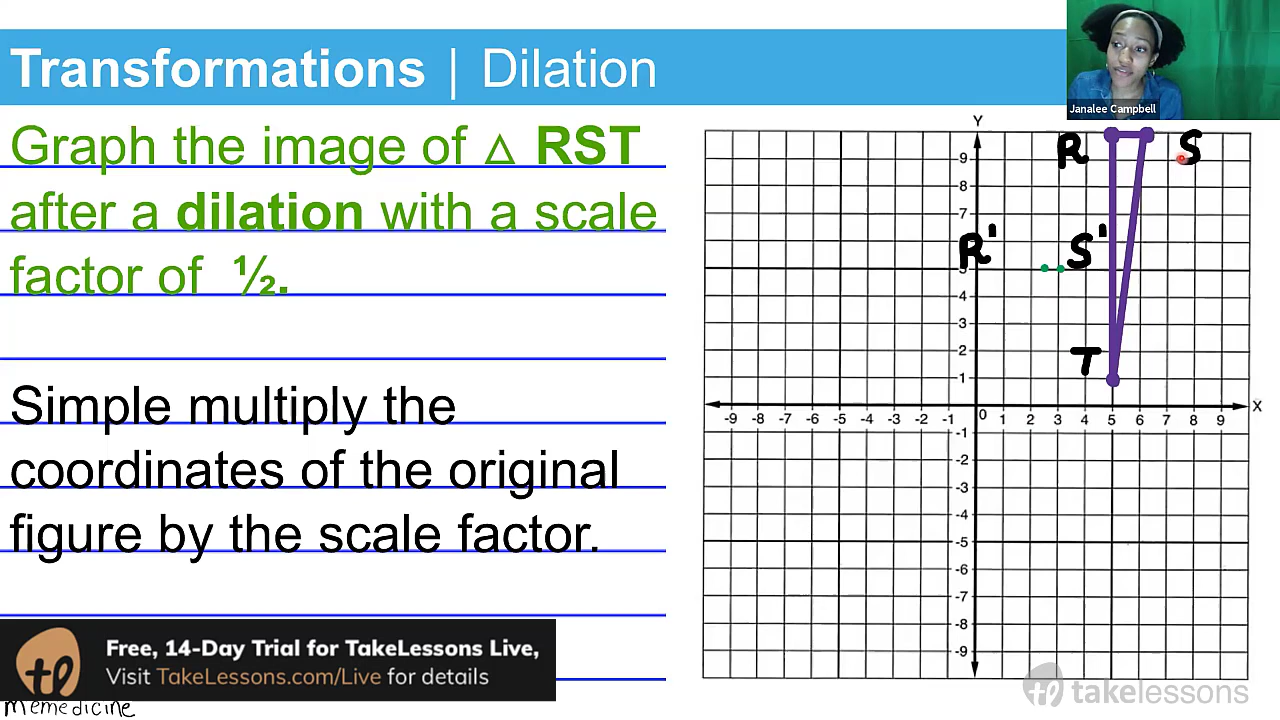 Janalee Campbell
Transformations | Dilation
Graph the image of △ RST
after a dilation with a scale
factor of ½.
Simple multiply the
coordinates of the original
figure by the scale factor.
Free, 14-Day Trial for TakeLessons Live,
Visit TakeLessons.com/Live for details
tl
memedicine
Y
R S
9
8
7
R' S'
5
4
3
T
2
1
-9 -8 -7 -6 -5 -4 -3 -2 -1 0 1 2 3 4 5 6 7 8 9 X
-1
-2
-3
-4
-5
-6
-7
-8
-9
tl takelessons